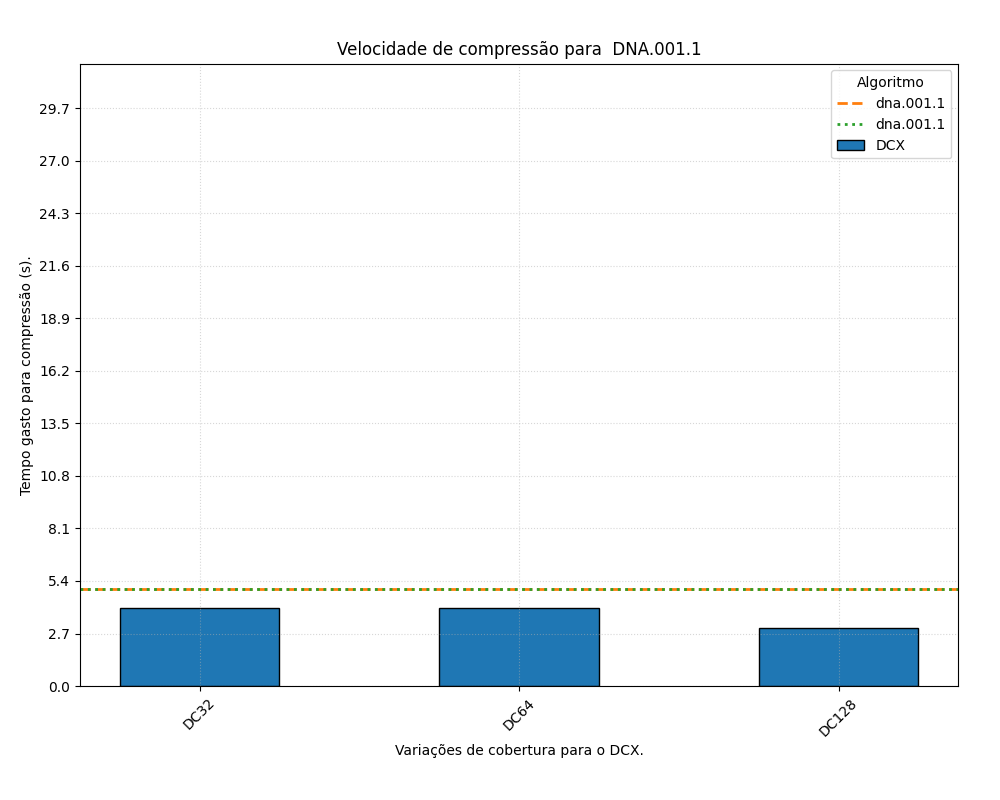 Velocidade de compressão para  DNA.001.1
Algoritmo
dna.001.1
dna.001.1
DCX
Tempo gasto para compressão (s).
29.7
27.0
24.3
21.6
18.9
16.2
13.5
10.8
8.1
5.4
2.7
0.0
DC32
DC64
DC128
Variações de cobertura para o DCX.